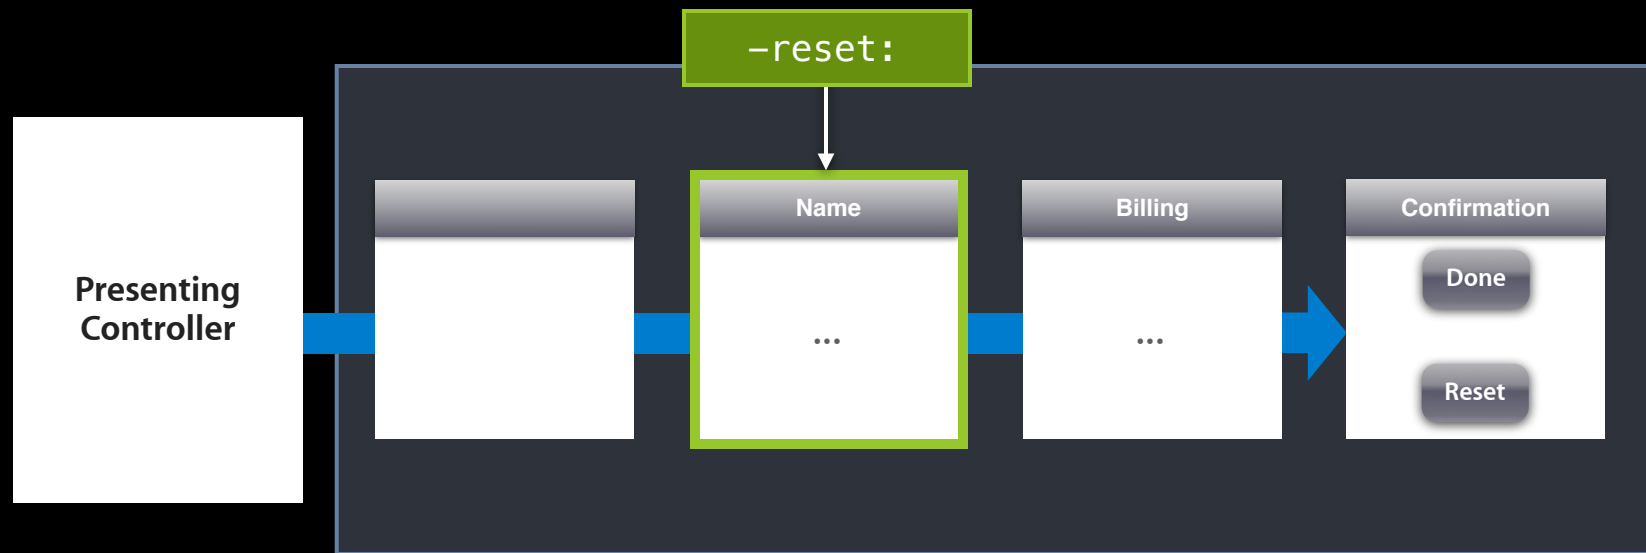 -reset:
Presenting
Controller
Name
...
Billing
...
Confirmation
Done
Reset